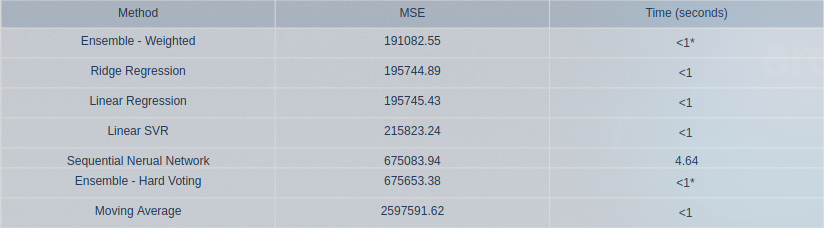 Method MSE Time (seconds)
Ensemble - Weighted 191082.55 <1*
Ridge Regression 195744.89 <1
Linear Regression 195745.43 <1
Linear SVR 215823.24 <1
Sequential Nerual Network 675083.94 4.64
Ensemble - Hard Voting 675653.38 <1*
Moving Average 2597591.62 <1